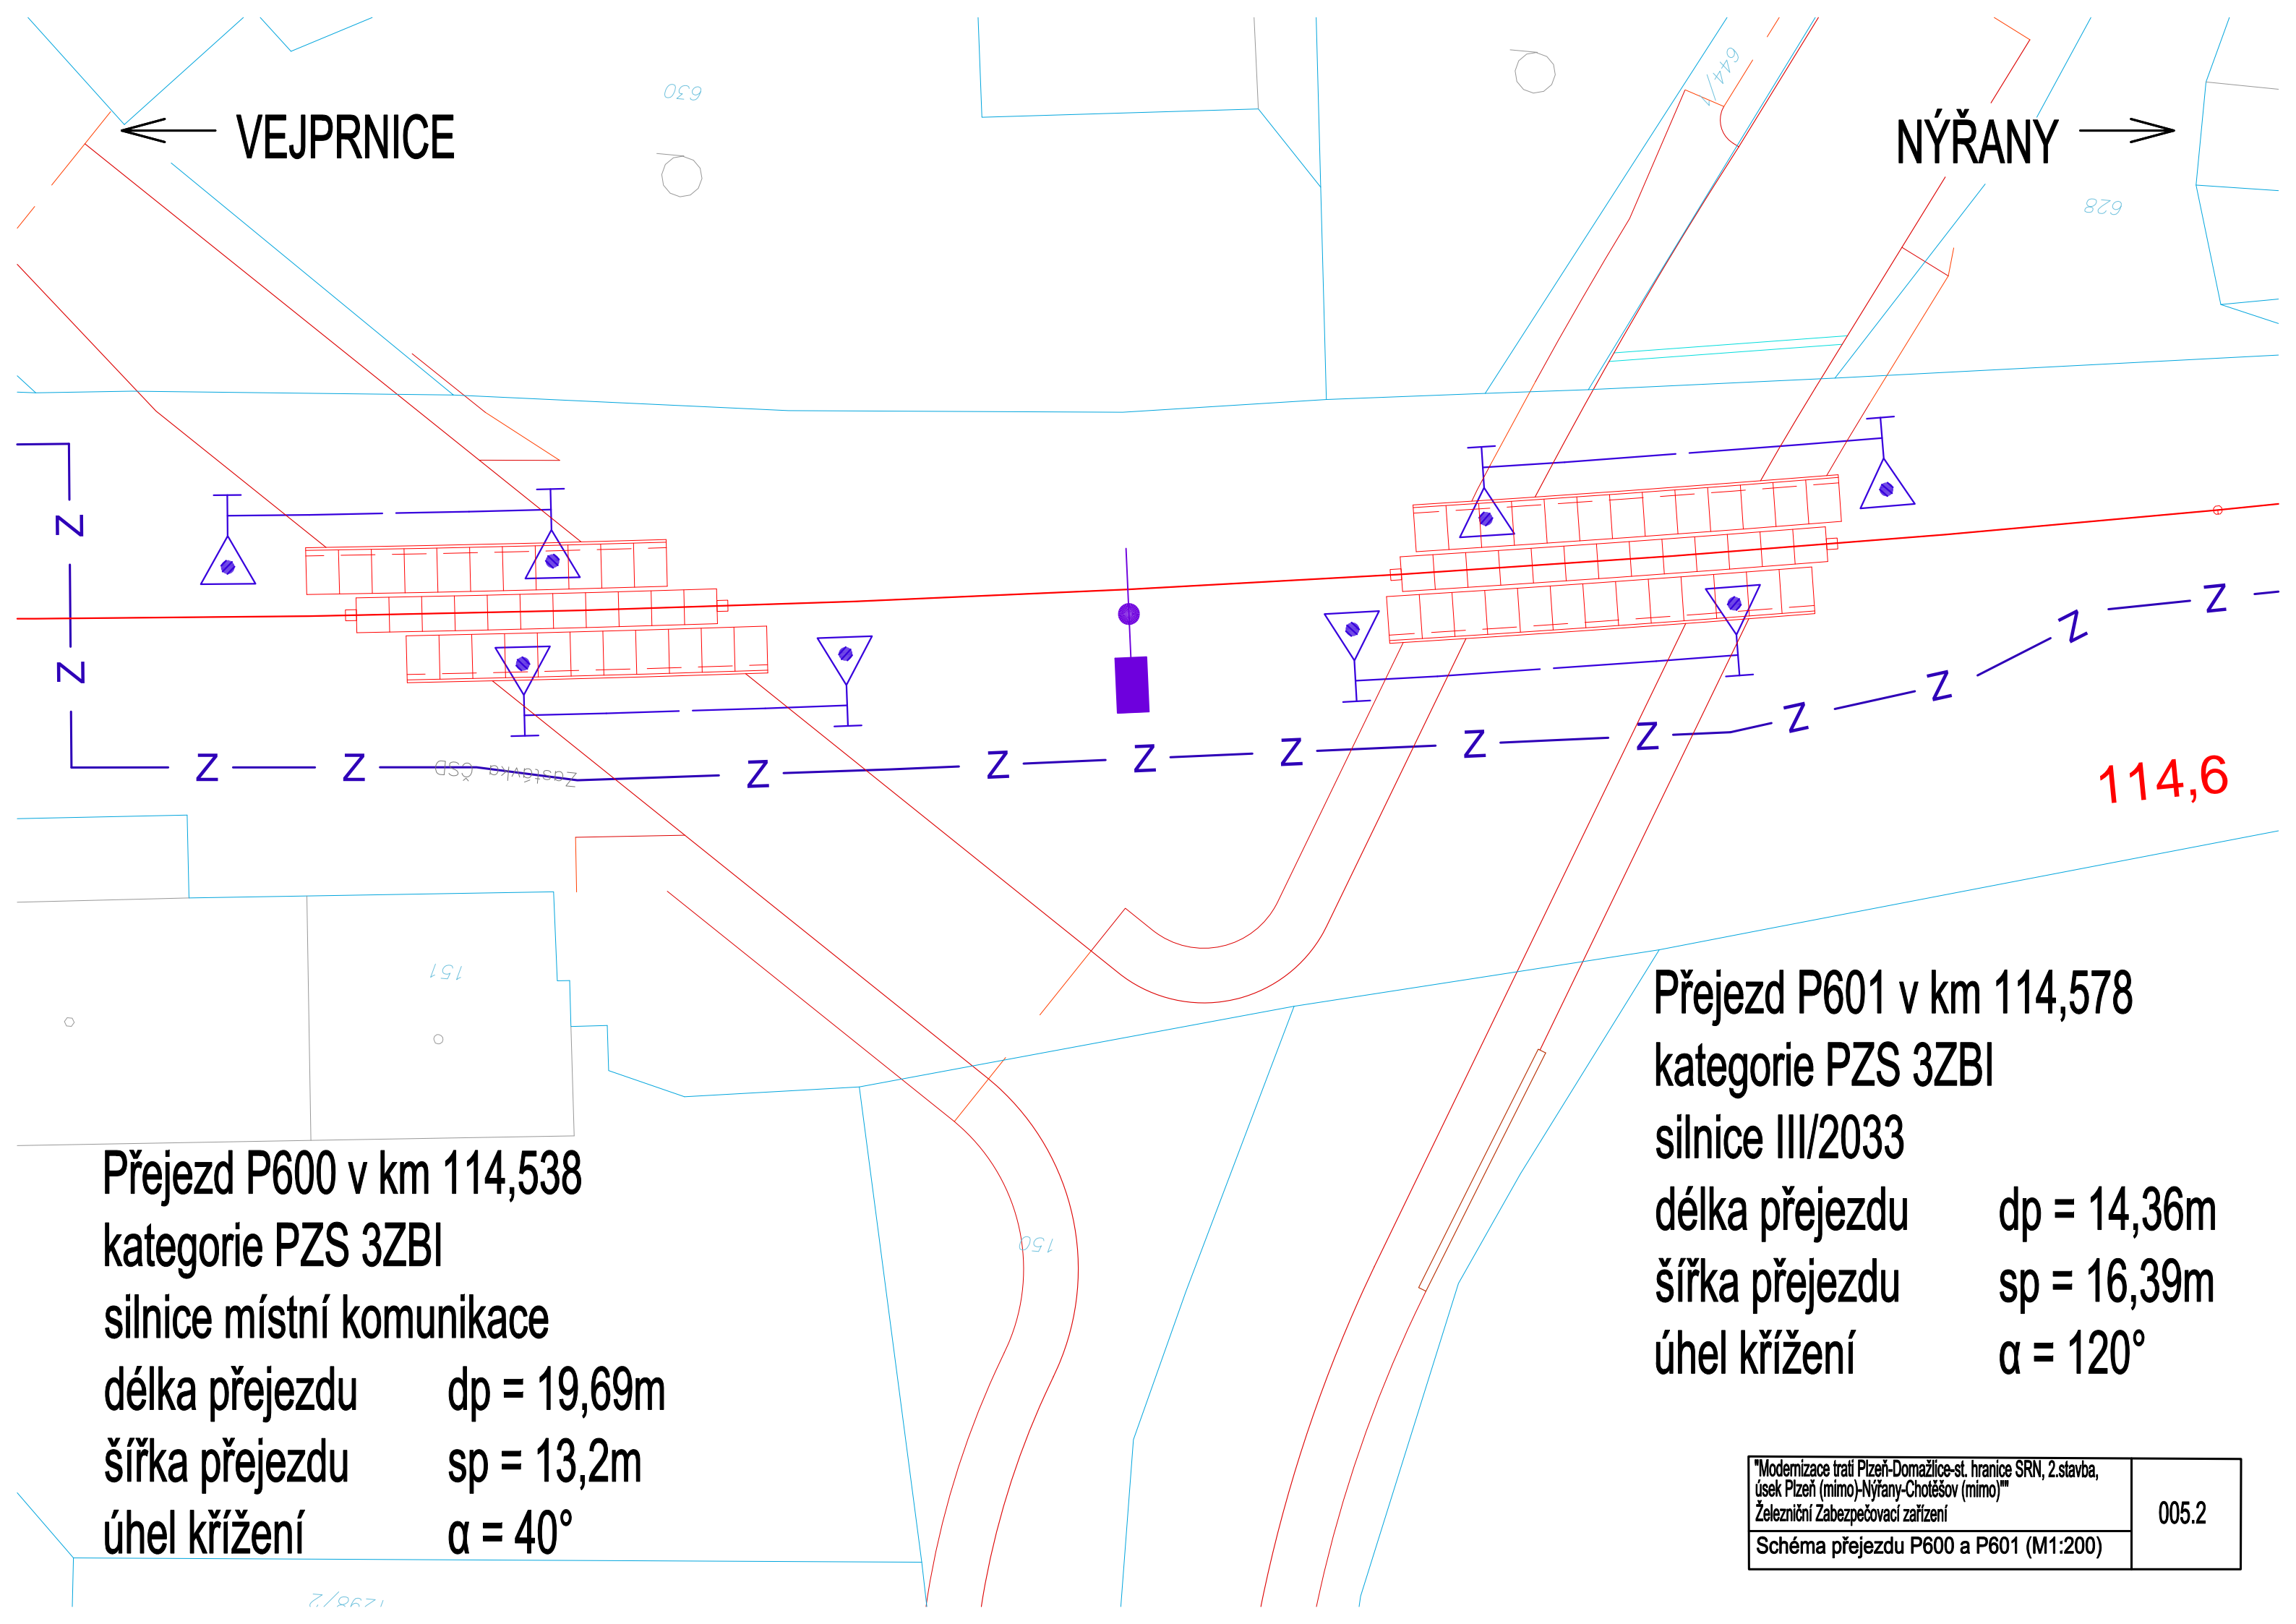 630
644/1
VEJPRNICE
NÝŘANY
628
Z
Z
Z
Z
Z
Z
Z
Z
Z
Z
Z
Z
Z
Z
Zastávka ČSD
114,6
151
150
Přejezd P601 v km 114,578
kategorie PZS 3ZBI
silnice III/2033
délka přejezdu dp = 14,36m
šířka přejezdu sp = 16,39m
úhel křížení α = 120°
Přejezd P600 v km 114,538
kategorie PZS 3ZBI
silnice místní komunikace
délka přejezdu dp = 19,69m
šířka přejezdu sp = 13,2m
úhel křížení α = 40°
"Modernizace trati Plzeň-Domažlice-st. hranice SRN, 2.stavba,
úsek Plzeň (mimo)-Nýřany-Chotěšov (mimo)""
Železniční Zabezpečovací zařízení
Schéma přejezdu P600 a P601 (M1:200)
005.2
1298/2